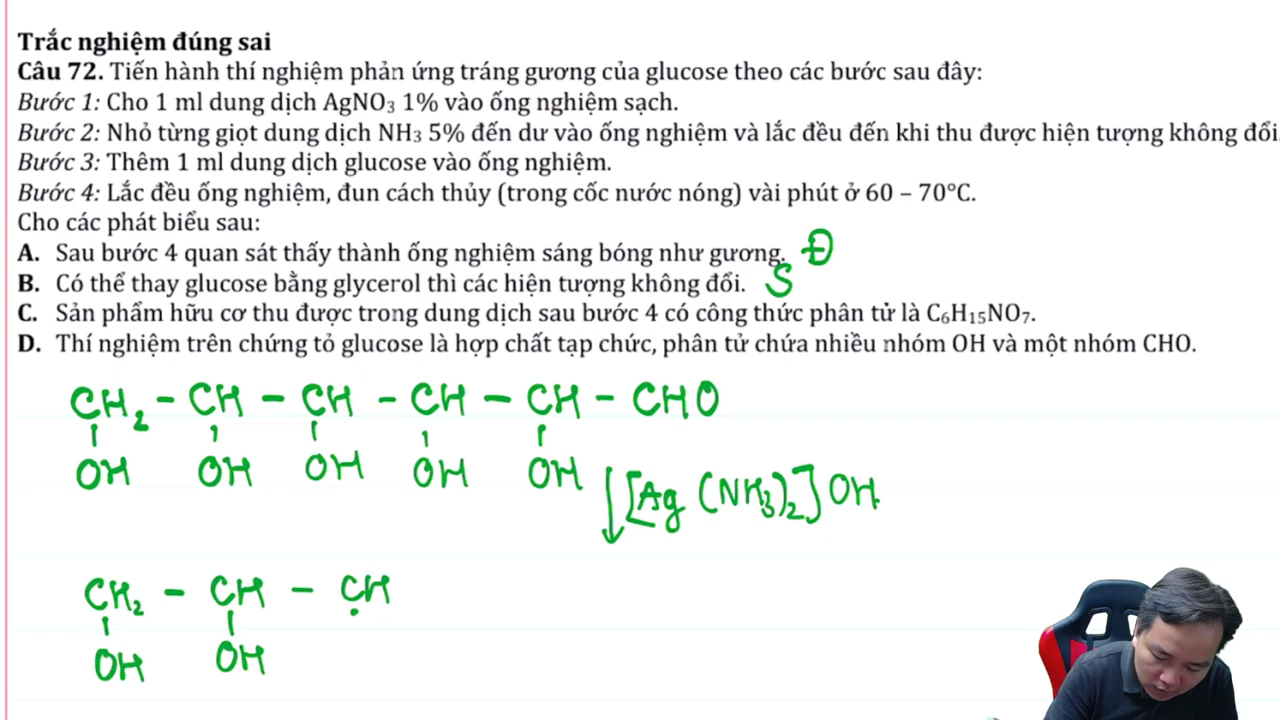 Trắc nghiệm đúng sai
Câu 72. Tiến hành thí nghiệm phản ứng tráng gương của glucose theo các bước sau đây:
Bước 1: Cho 1 ml dung dịch AgNO₃ 1% vào ống nghiệm sạch.
Bước 2: Nhỏ từng giọt dung dịch NH₃ 5% đến dư vào ống nghiệm và lắc đều đến khi thu được hiện tượng không đổi.
Bước 3: Thêm 1 ml dung dịch glucose vào ống nghiệm.
Bước 4: Lắc đều ống nghiệm, đun cách thủy (trong cốc nước nóng) vài phút ở 60 – 70°C.
Cho các phát biểu sau:
A. Sau bước 4 quan sát thấy thành ống nghiệm sáng bóng như gương. Đ
B. Có thể thay glucose bằng glycerol thì các hiện tượng không đổi. S
C. Sản phẩm hữu cơ thu được trong dung dịch sau bước 4 có công thức phân tử là C₆H₁₅NO₇.
D. Thí nghiệm trên chứng tỏ glucose là hợp chất tạp chức, phân tử chứa nhiều nhóm OH và một nhóm CHO.
CH₂ – CH – CH – CH – CH – CHO
OH OH OH OH OH
[Ag(NH₃)₂]OH
CH₂ – CH – CH
OH OH